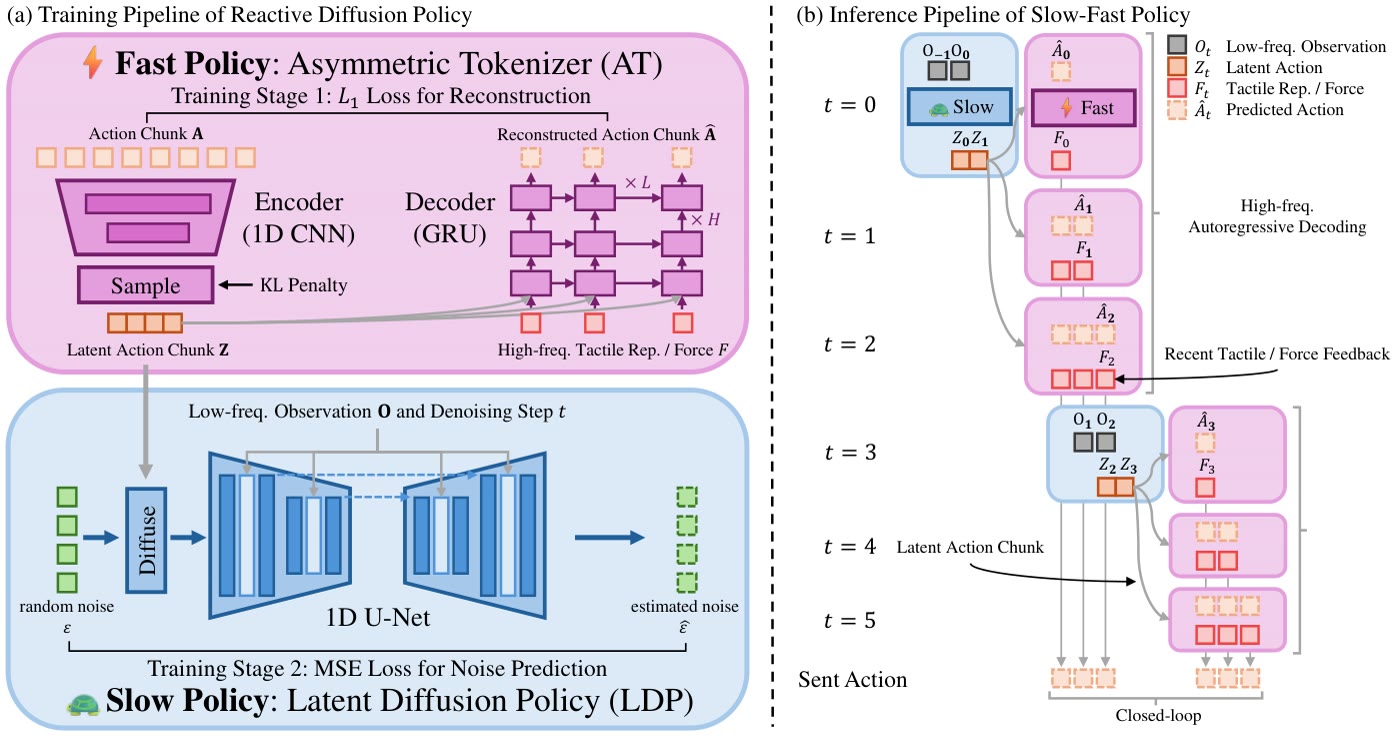 (a) Training Pipeline of Reactive Diffusion Policy
Fast Policy: Asymmetric Tokenizer (AT)
Training Stage 1: L₁ Loss for Reconstruction
Action Chunk A
Reconstructed Action Chunk Â
Encoder
(1D CNN)
Decoder
(GRU)
× L
× H
Sample
KL Penalty
Latent Action Chunk Z
High-freq. Tactile Rep. / Force F
Low-freq. Observation O and Denoising Step t
Diffuse
random noise
ε
1D U-Net
estimated noise
ε̂
Training Stage 2: MSE Loss for Noise Prediction
Slow Policy: Latent Diffusion Policy (LDP)
(b) Inference Pipeline of Slow-Fast Policy
O₋₁O₀
Â₀
Oₜ Low-freq. Observation
Zₜ Latent Action
Fₜ Tactile Rep. / Force
Âₜ Predicted Action
t = 0
Slow
Fast
Z₀Z₁
F₀
t = 1
Â₁
F₁
High-freq.
Autoregressive Decoding
t = 2
Â₂
F₂
Recent Tactile / Force Feedback
t = 3
O₁ O₂
Z₂ Z₃
Â₃
F₃
t = 4
Latent Action Chunk
t = 5
Sent Action
Closed-loop